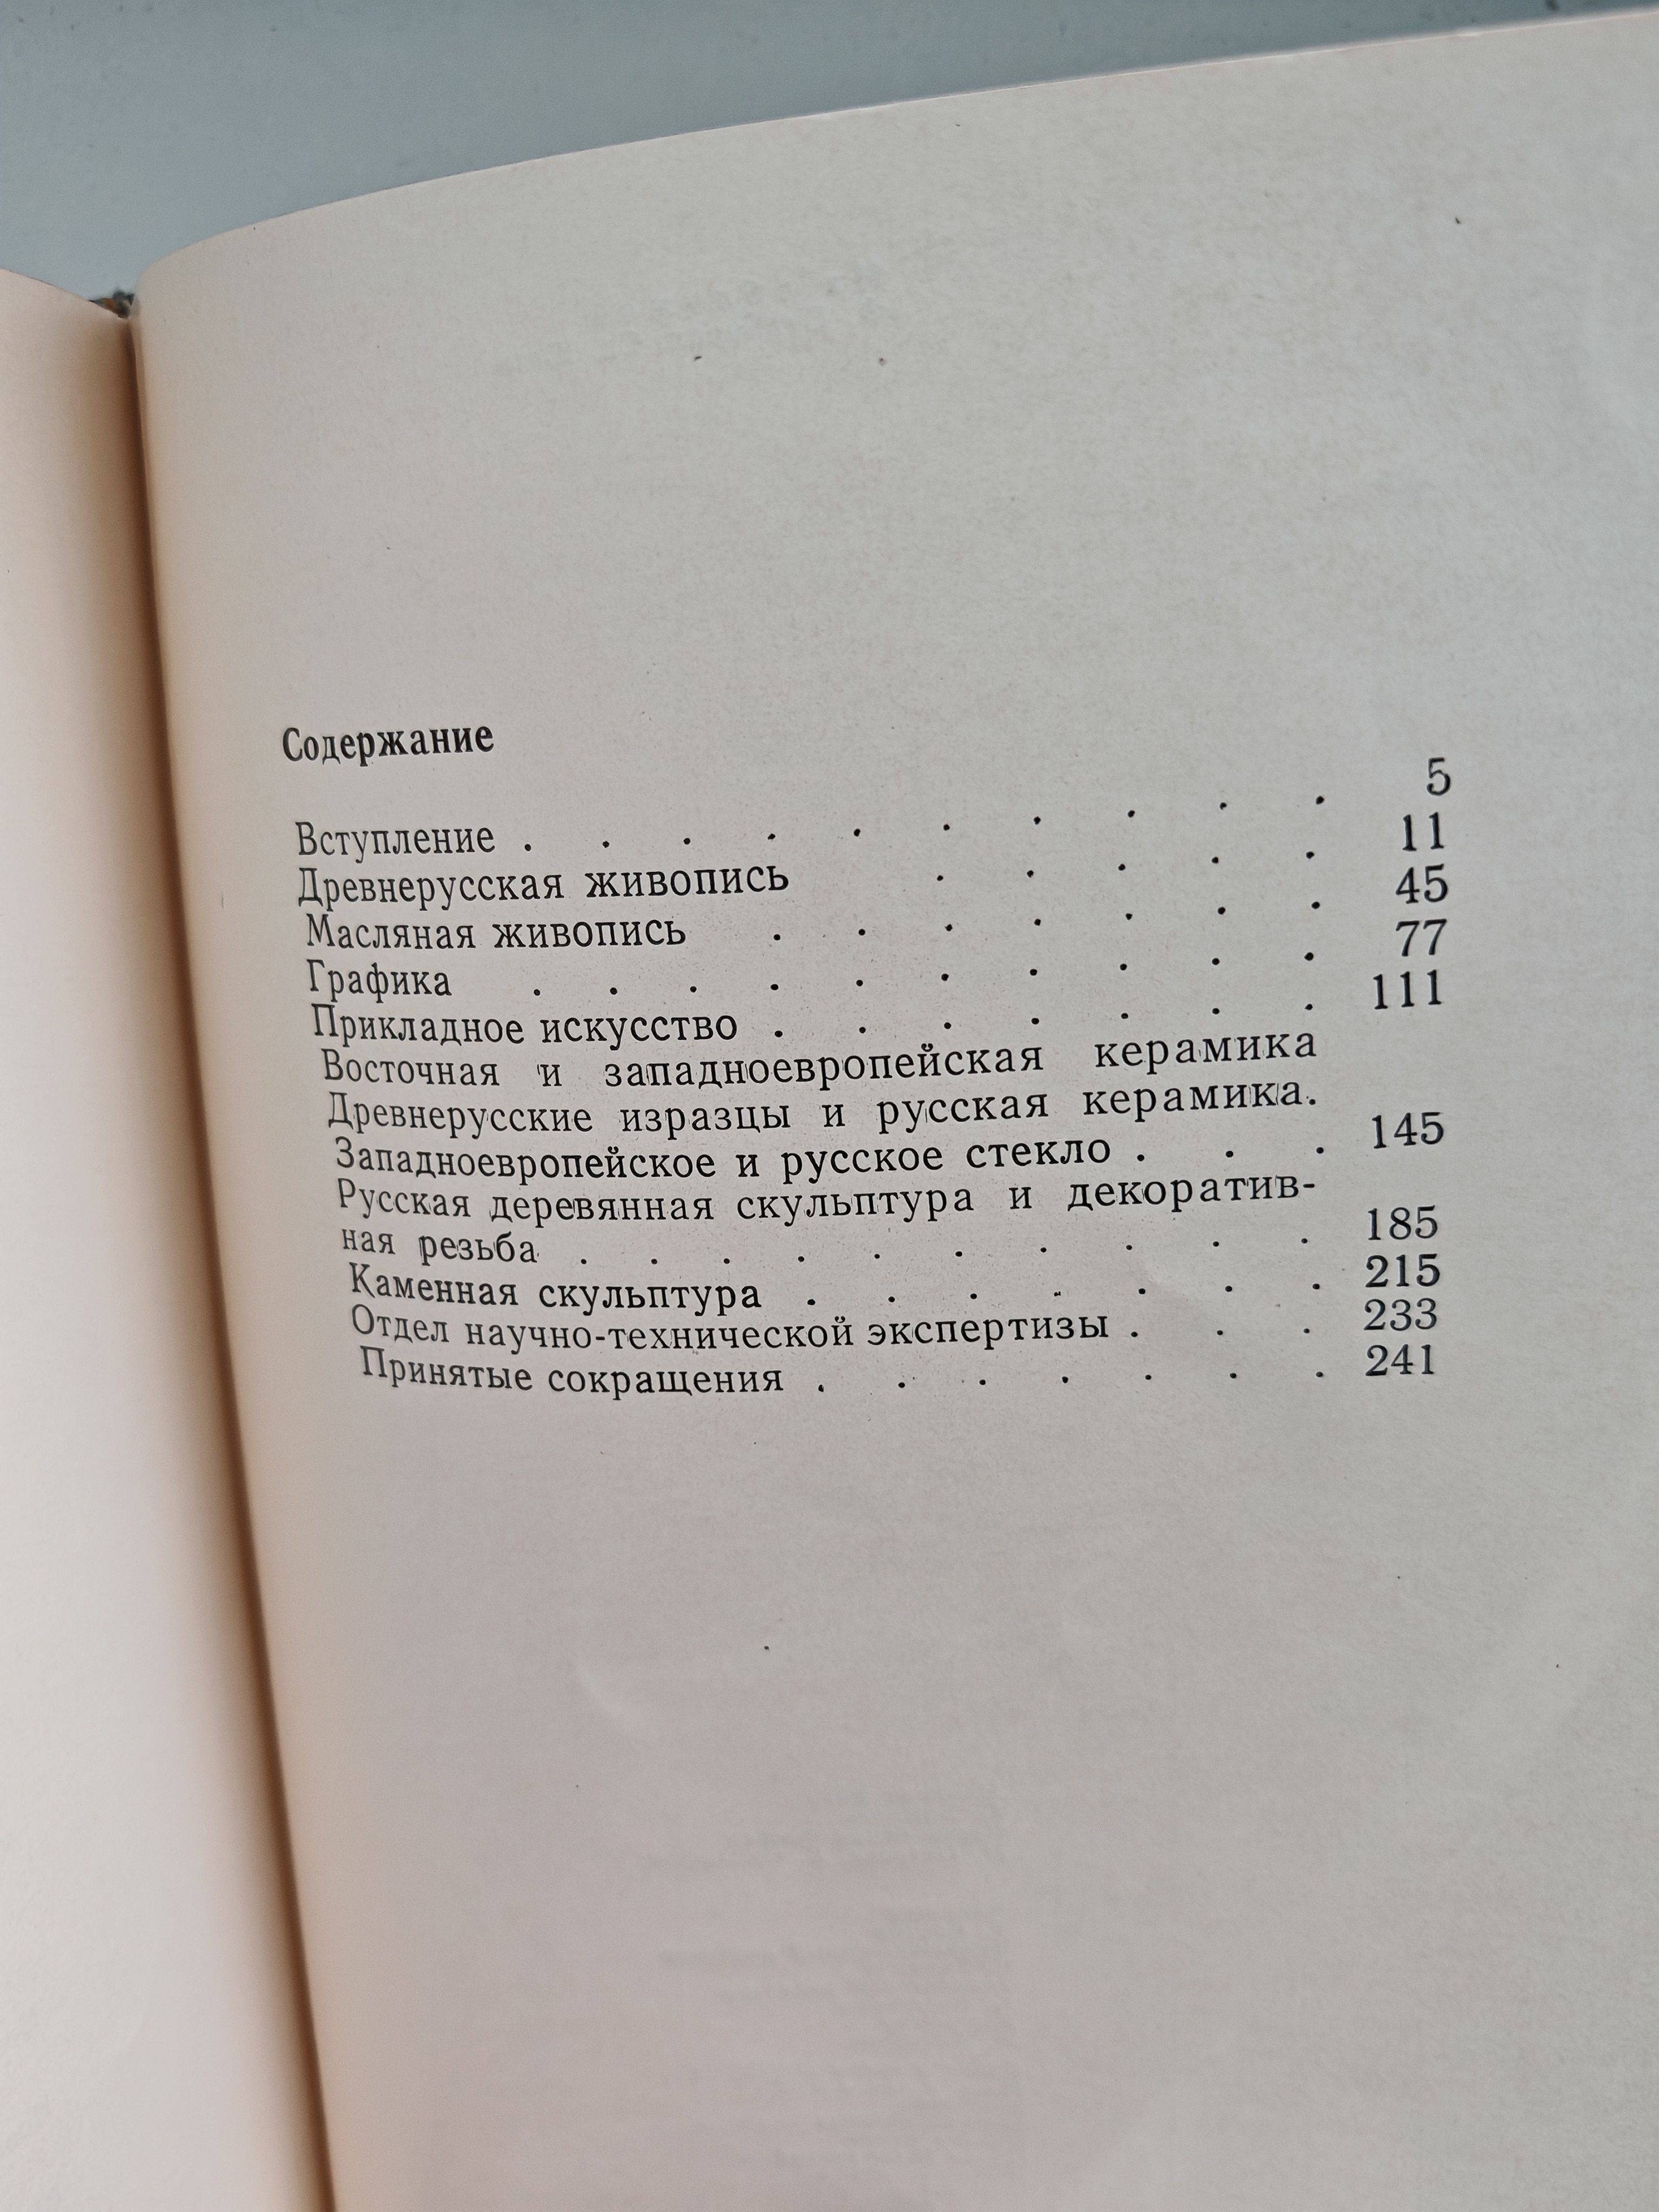 Содержание
Вступление . . . . . . . . . . 5
Древнерусская живопись . . . . . 11
Масляная живопись . . . . . . . 45
Графика . . . . . . . . . . 77
Прикладное искусство . . . . . . . 111
Восточная и западноевропейская керамика
Древнерусские изразцы и русская керамика.
Западноевропейское и русское стекло . . . 145
Русская деревянная скульптура и декоратив-
ная резьба . . . . . . . . . . 185
Каменная скульптура . . . . . . . 215
Отдел научно-технической экспертизы . . . 233
Принятые сокращения . . . . . . . 241